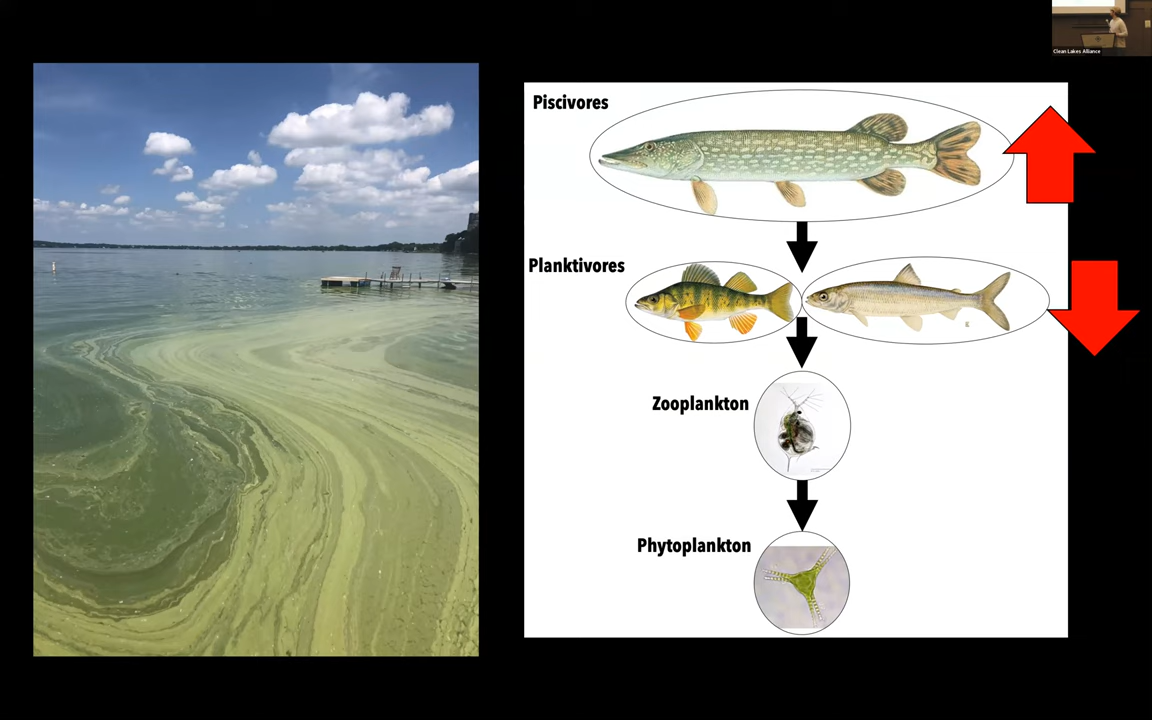 Clean Lakes Alliance
Piscivores
Planktivores
Zooplankton
Phytoplankton